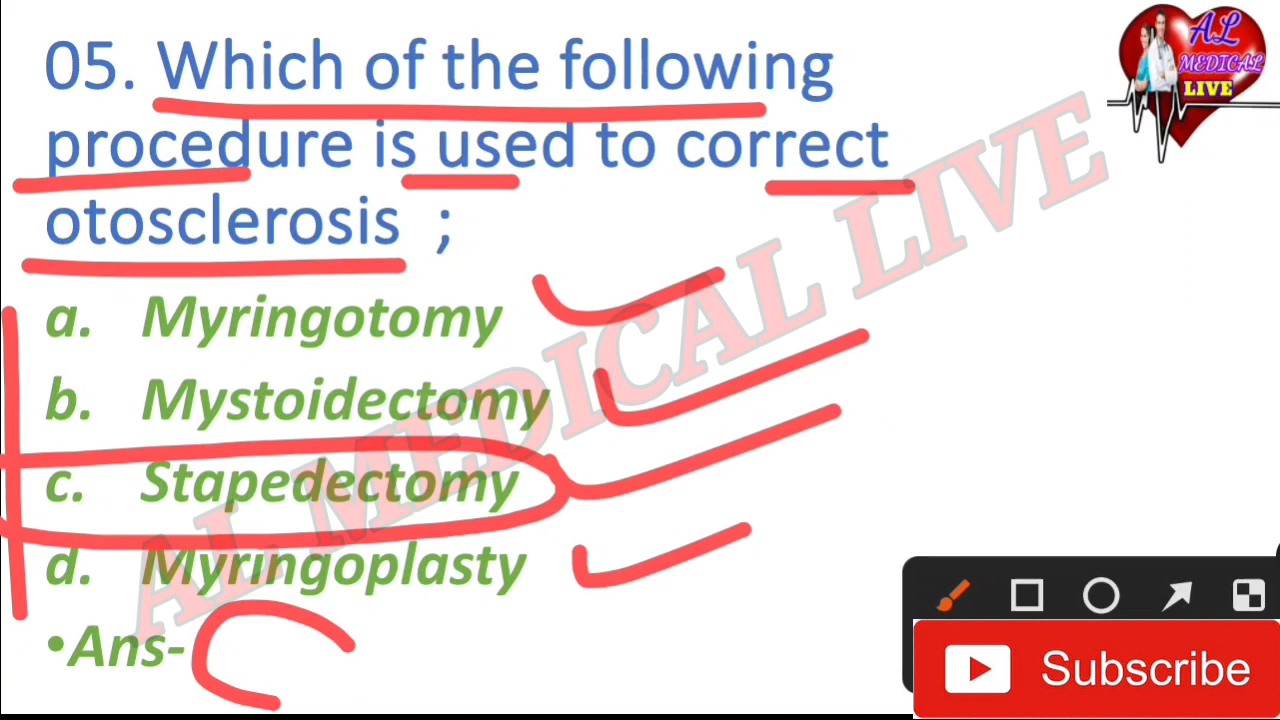 05. Which of the following
procedure is used to correct
otosclerosis ;
a. Myringotomy
b. Mystoidectomy
c. Stapedectomy
d. Myringoplasty
•Ans- C
AL MEDICAL LIVE
AL
MEDICAL
LIVE
Subscribe